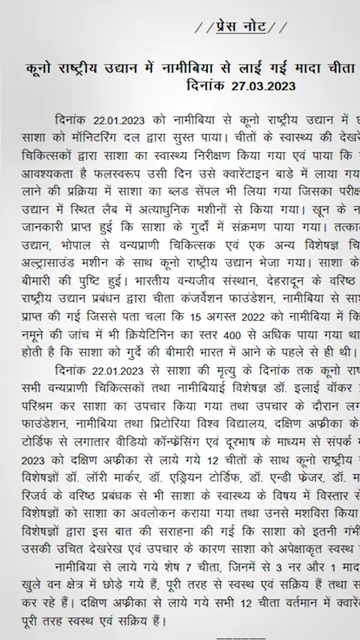 //प्रेस नोट//
कूनो राष्ट्रीय उद्यान में नामीबिया से लाई गई मादा चीता
दिनांक 27.03.2023
दिनांक 22.01.2023 को नामीबिया से कूनो राष्ट्रीय उद्यान में
साशा को मॉनिटरिंग दल द्वारा सुस्त पाया। चीतों के स्वास्थ्य की देखरे
चिकित्सकों द्वारा साशा का स्वास्थ्य निरीक्षण किया गया एवं पाया कि
आवश्यकता है फलस्वरूप उसी दिन उसे क्वारेंटाइन बाड़े में लाया गया
लाने की प्रक्रिया में साशा का ब्लड सेंपल भी लिया गया जिसका परीक्ष
उद्यान में स्थित लैब में अत्याधुनिक मशीनों से किया गया। खून के न
जानकारी प्राप्त हुई कि साशा के गुर्दों में संक्रमण पाया गया। तत्का
उद्यान, भोपाल से वन्यप्राणी चिकित्सक एवं एक अन्य विशेषज्ञ चि
अल्ट्रासाउंड मशीन के साथ कूनो राष्ट्रीय उद्यान भेजा गया। साशा के
बीमारी की पुष्टि हुई। भारतीय वन्यजीव संस्थान, देहरादून के वरिष्ठ
राष्ट्रीय उद्यान प्रबंधन द्वारा चीता कंजर्वेशन फाउंडेशन, नामीबिया से सा
प्राप्त की गई जिससे पता चला कि 15 अगस्त 2022 को नामीबिया में कि
नमूने की जांच में भी क्रियेटिनिन का स्तर 400 से अधिक पाया गया था
होती है कि साशा को गुर्दे की बीमारी भारत में आने के पहले से ही थी।
दिनांक 22.01.2023 से साशा की मृत्यु के दिनांक तक कूनो राष्
सभी वन्यप्राणी चिकित्सकों तथा नामीबियाई विशेषज्ञ डॉ. इलाई वॉकर
परिश्रम कर साशा का उपचार किया गया तथा उपचार के दौरान लग
फाउंडेशन, नामीबिया तथा प्रिटोरिया विश्व विद्यालय, दक्षिण अफ्रीका के
टोर्डिफ से लगातार वीडियो कॉन्फ्रेंसिंग एवं दूरभाष के माध्यम से संपर्क
2023 को दक्षिण अफ्रीका से लाये गये 12 चीतों के साथ कूनो राष्ट्रीय
विशेषज्ञों डॉ. लॉरी मार्कर, डॉ. एड्रियन टोर्डिफ, डॉ. एन्डी फ्रेजर, डॉ. म
रिजर्व के वरिष्ठ प्रबंधक से भी साशा के स्वास्थ्य के विषय में विस्तार से
विशेषज्ञों को साशा का अवलोकन कराया गया तथा उनसे मशविरा किया
विशेषज्ञों द्वारा इस बात की सराहना की गई कि साशा को इतनी गंभी
उसकी उचित देखरेख एवं उपचार के कारण साशा को अपेक्षाकृत स्वस्थ
नामीबिया से लाये गये शेष 7 चीता, जिनमें से 3 नर और 1 माद
खुले वन क्षेत्र में छोड़े गये हैं, पूरी तरह से स्वस्थ एवं सक्रिय हैं तथा स
कर रहे हैं। दक्षिण अफ्रीका से लाये गये सभी 12 चीता वर्तमान में क्वारें
पूरी तरह स्वस्थ एवं सक्रिय हैं।